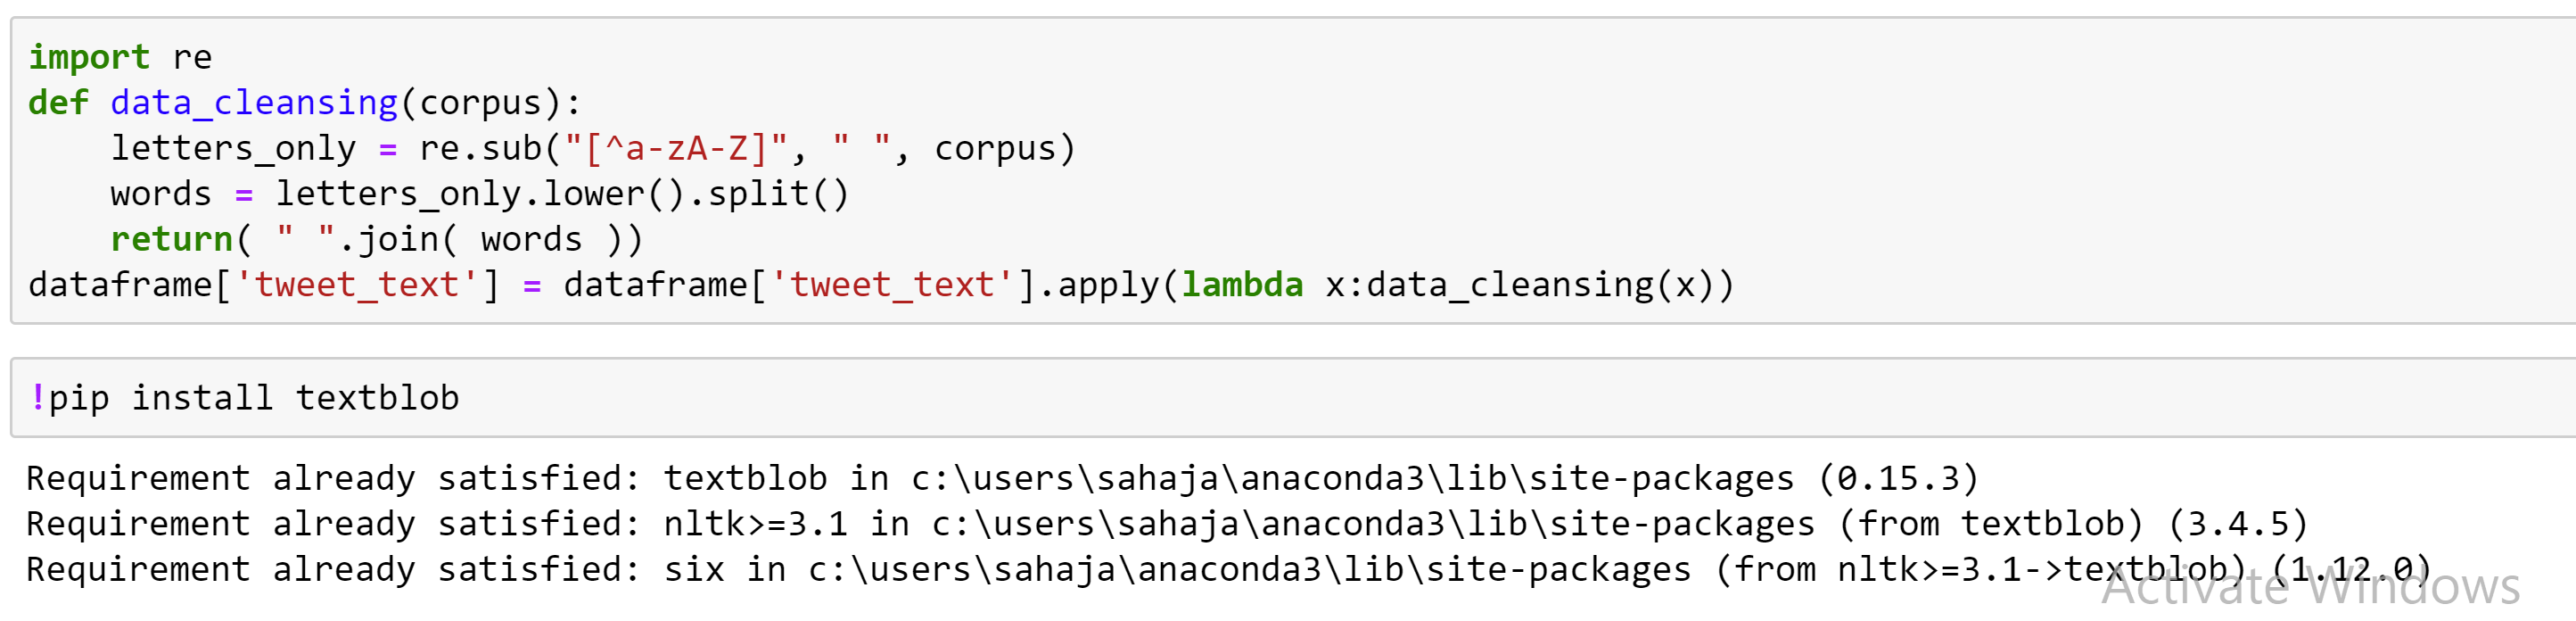 import re
def data_cleansing(corpus):
    letters_only = re.sub("[^a-zA-Z]", " ", corpus)
    words = letters_only.lower().split()
    return( " ".join( words ))
dataframe['tweet_text'] = dataframe['tweet_text'].apply(lambda x:data_cleansing(x))
!pip install textblob
Requirement already satisfied: textblob in c:\users\sahaja\anaconda3\lib\site-packages (0.15.3)
Requirement already satisfied: nltk>=3.1 in c:\users\sahaja\anaconda3\lib\site-packages (from textblob) (3.4.5)
Requirement already satisfied: six in c:\users\sahaja\anaconda3\lib\site-packages (from nltk>=3.1->textblob) (1.12.0)
Activate Windows